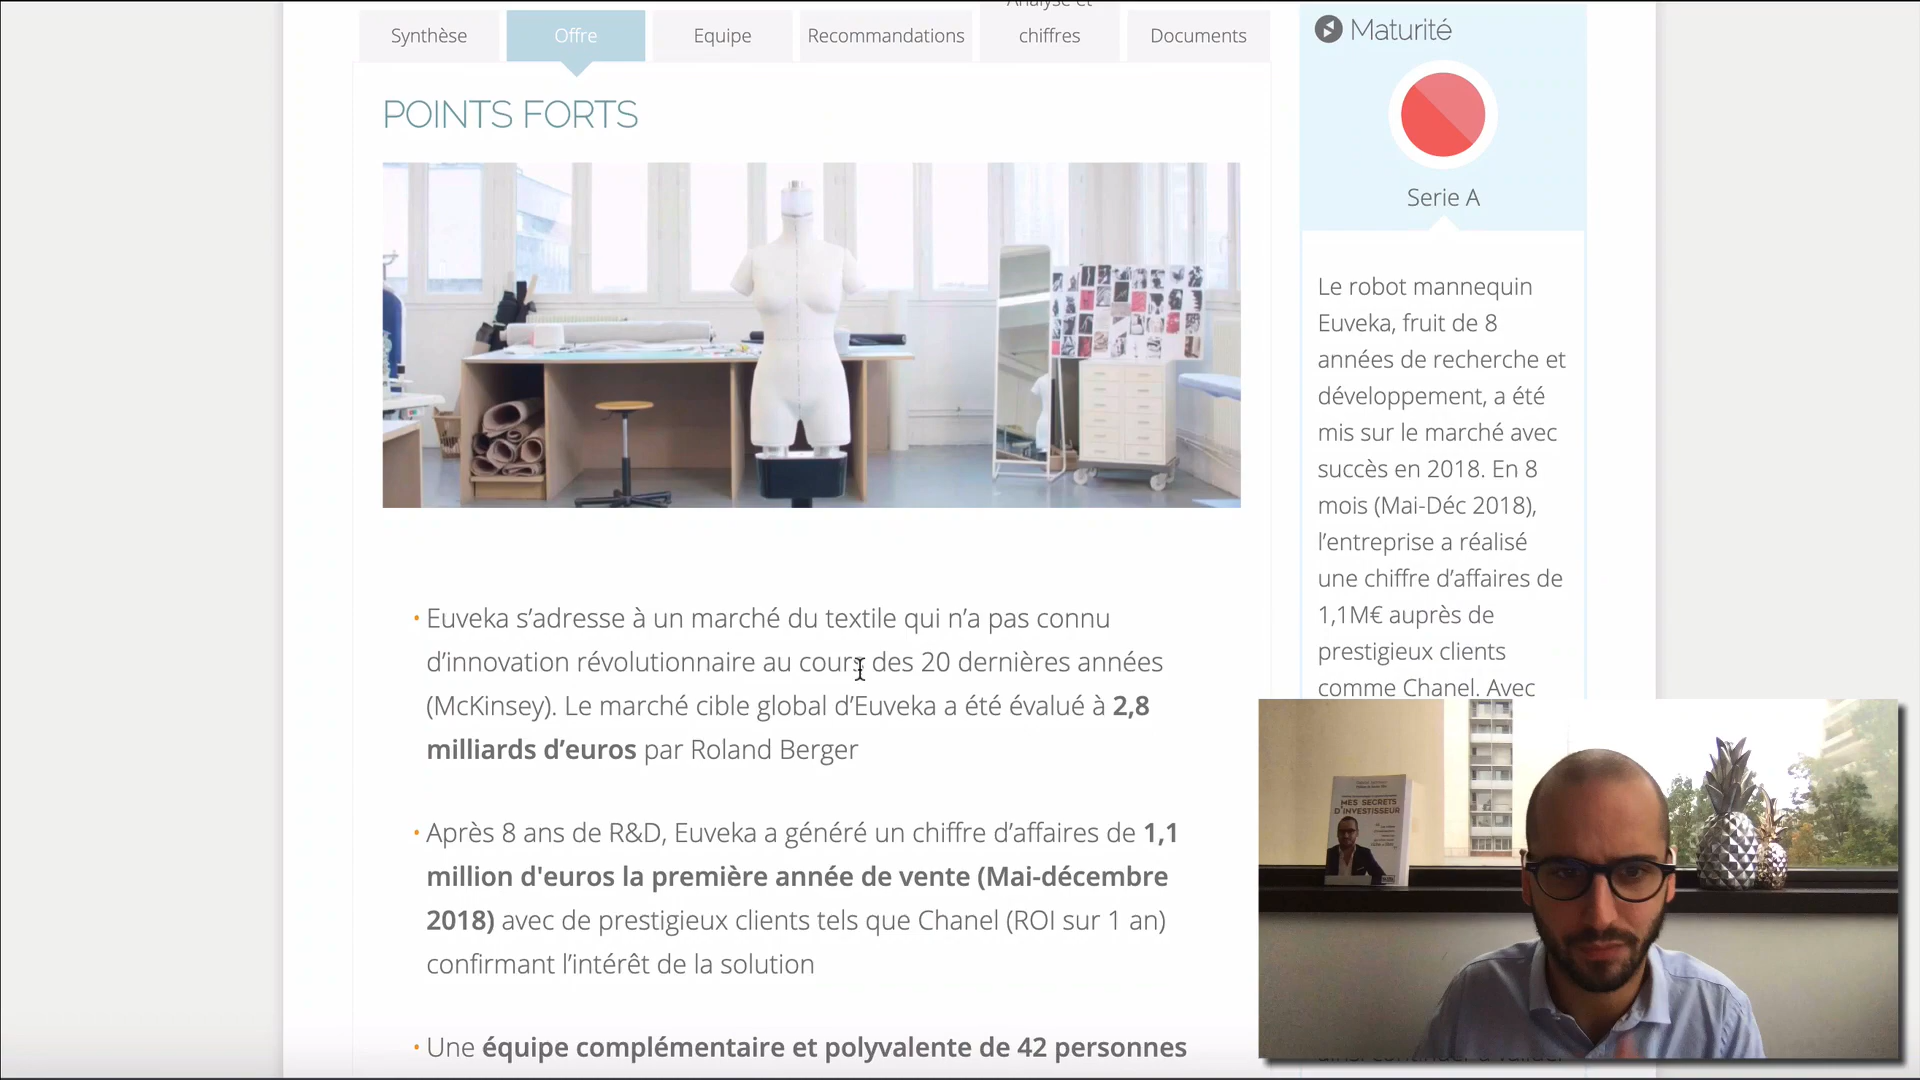 Synthèse
Offre
Equipe
Recommandations
Analyse et
chiffres
Documents
POINTS FORTS
• Euveka s’adresse à un marché du textile qui n’a pas connu
d’innovation révolutionnaire au cours des 20 dernières années
(McKinsey). Le marché cible global d’Euveka a été évalué à 2,8
milliards d’euros par Roland Berger
• Après 8 ans de R&D, Euveka a généré un chiffre d’affaires de 1,1
million d'euros la première année de vente (Mai-décembre
2018) avec de prestigieux clients tels que Chanel (ROI sur 1 an)
confirmant l’intérêt de la solution
• Une équipe complémentaire et polyvalente de 42 personnes
Maturité
Serie A
Le robot mannequin
Euveka, fruit de 8
années de recherche et
développement, a été
mis sur le marché avec
succès en 2018. En 8
mois (Mai-Déc 2018),
l’entreprise a réalisé
une chiffre d’affaires de
1,1M€ auprès de
prestigieux clients
comme Chanel. Avec
MES SECRETS
D'INVESTISSEUR